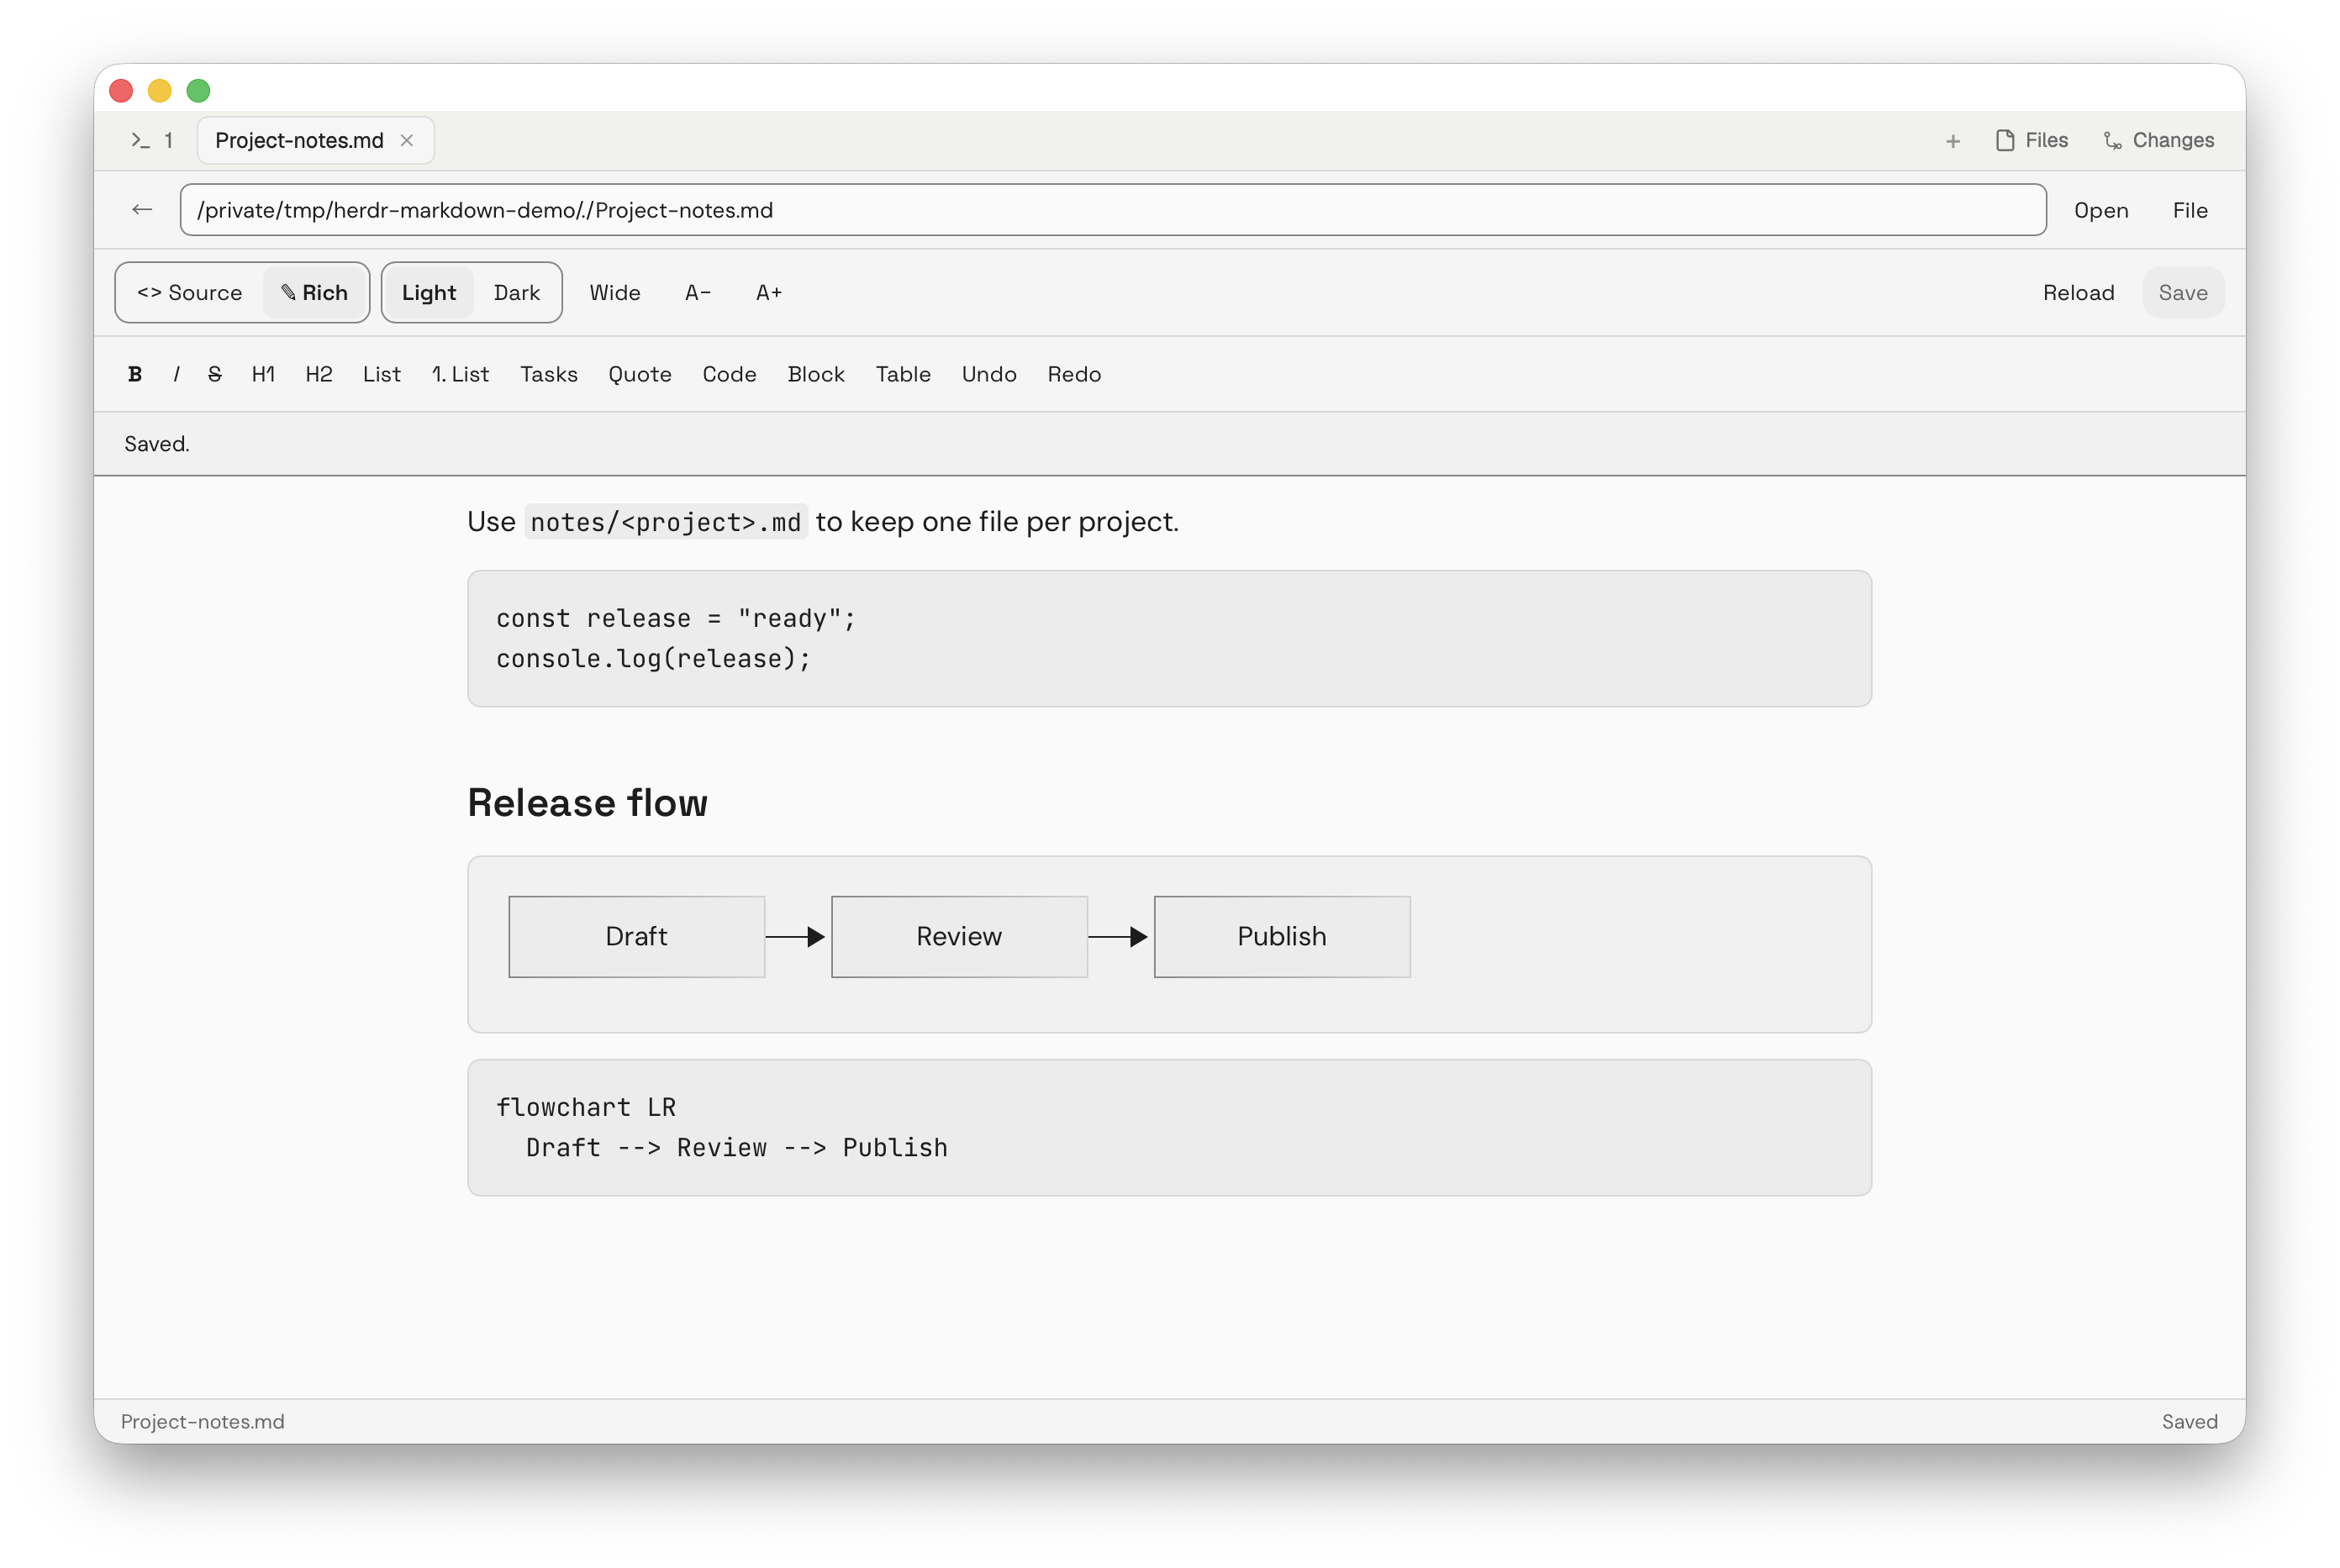 >_ 1 Project-notes.md × + Files Changes
← /private/tmp/herdr-markdown-demo/./Project-notes.md Open File
<> Source ✎ Rich Light Dark Wide A- A+ Reload Save
B I S H1 H2 List 1. List Tasks Quote Code Block Table Undo Redo
Saved.
Use notes/<project>.md to keep one file per project.
const release = "ready";
console.log(release);
Release flow
Draft Review Publish
flowchart LR
  Draft --> Review --> Publish
Project-notes.md Saved